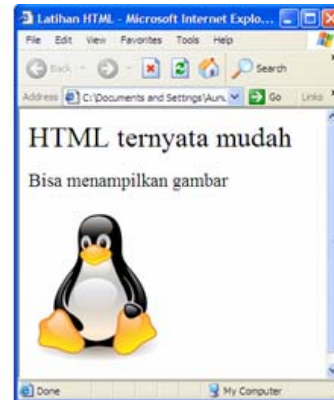 Latihan HTML - Microsoft Internet Explo...
File Edit View Favorites Tools Help
Back Search
Address C:\Documents and Settings\Auru Go Links
HTML ternyata mudah
Bisa menampilkan gambar
Done My Computer